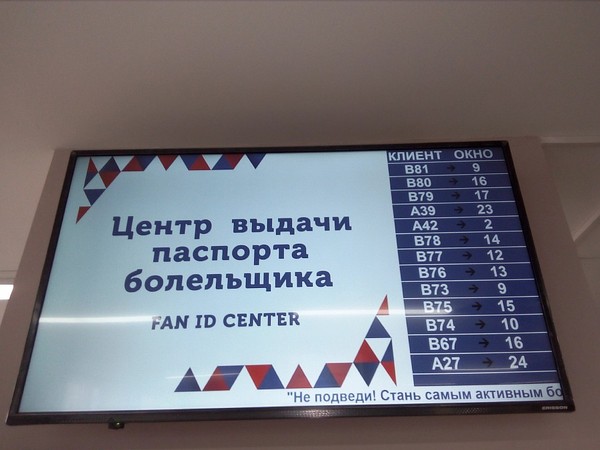 Центр выдачи
паспорта
болельщика
FAN ID CENTER
КЛИЕНТ ОКНО
B81 → 9
B80 → 16
B79 → 17
A39 → 23
A42 → 2
B78 → 14
B77 → 12
B76 → 13
B73 → 9
B75 → 15
B74 → 10
B67 → 16
A27 → 24
"Не подведи! Стань самым активным бо